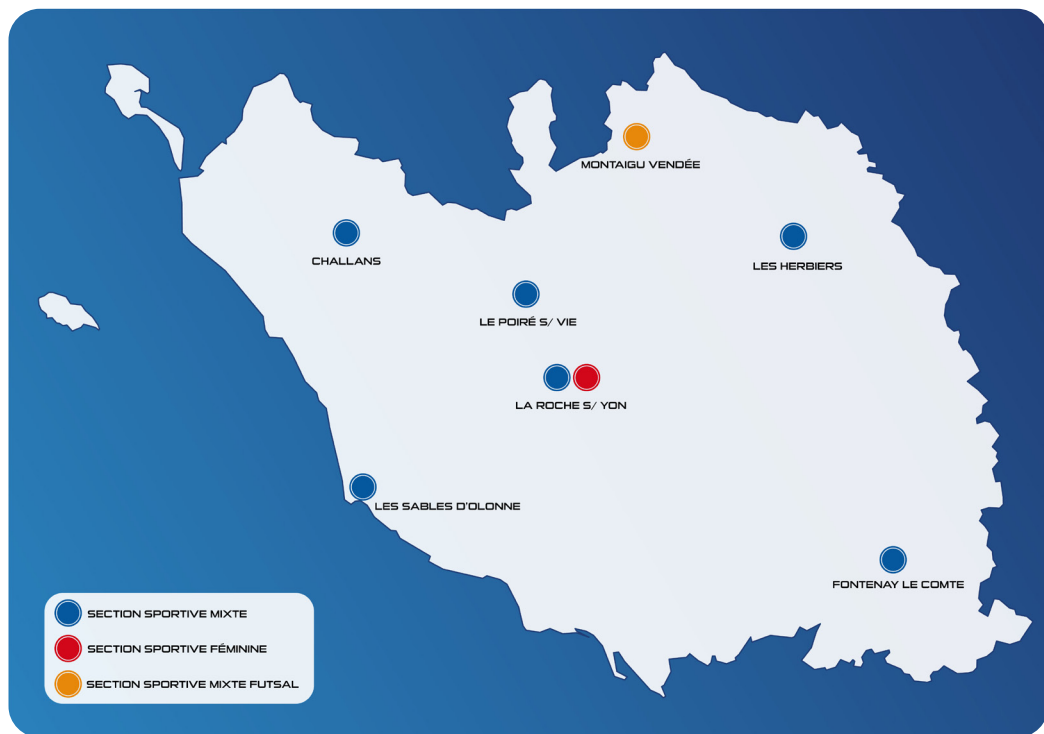 MONTAIGU VENDÉE
CHALLANS
LES HERBIERS
LE POIRÉ S/ VIE
LA ROCHE S/ YON
LES SABLES D'OLONNE
FONTENAY LE COMTE
SECTION SPORTIVE MIXTE
SECTION SPORTIVE FÉMININE
SECTION SPORTIVE MIXTE FUTSAL